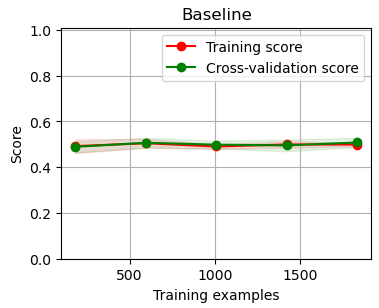 Baseline
1.0
0.8
0.6
0.4
0.2
0.0
Score
Training score
Cross-validation score
500
1000
1500
Training examples